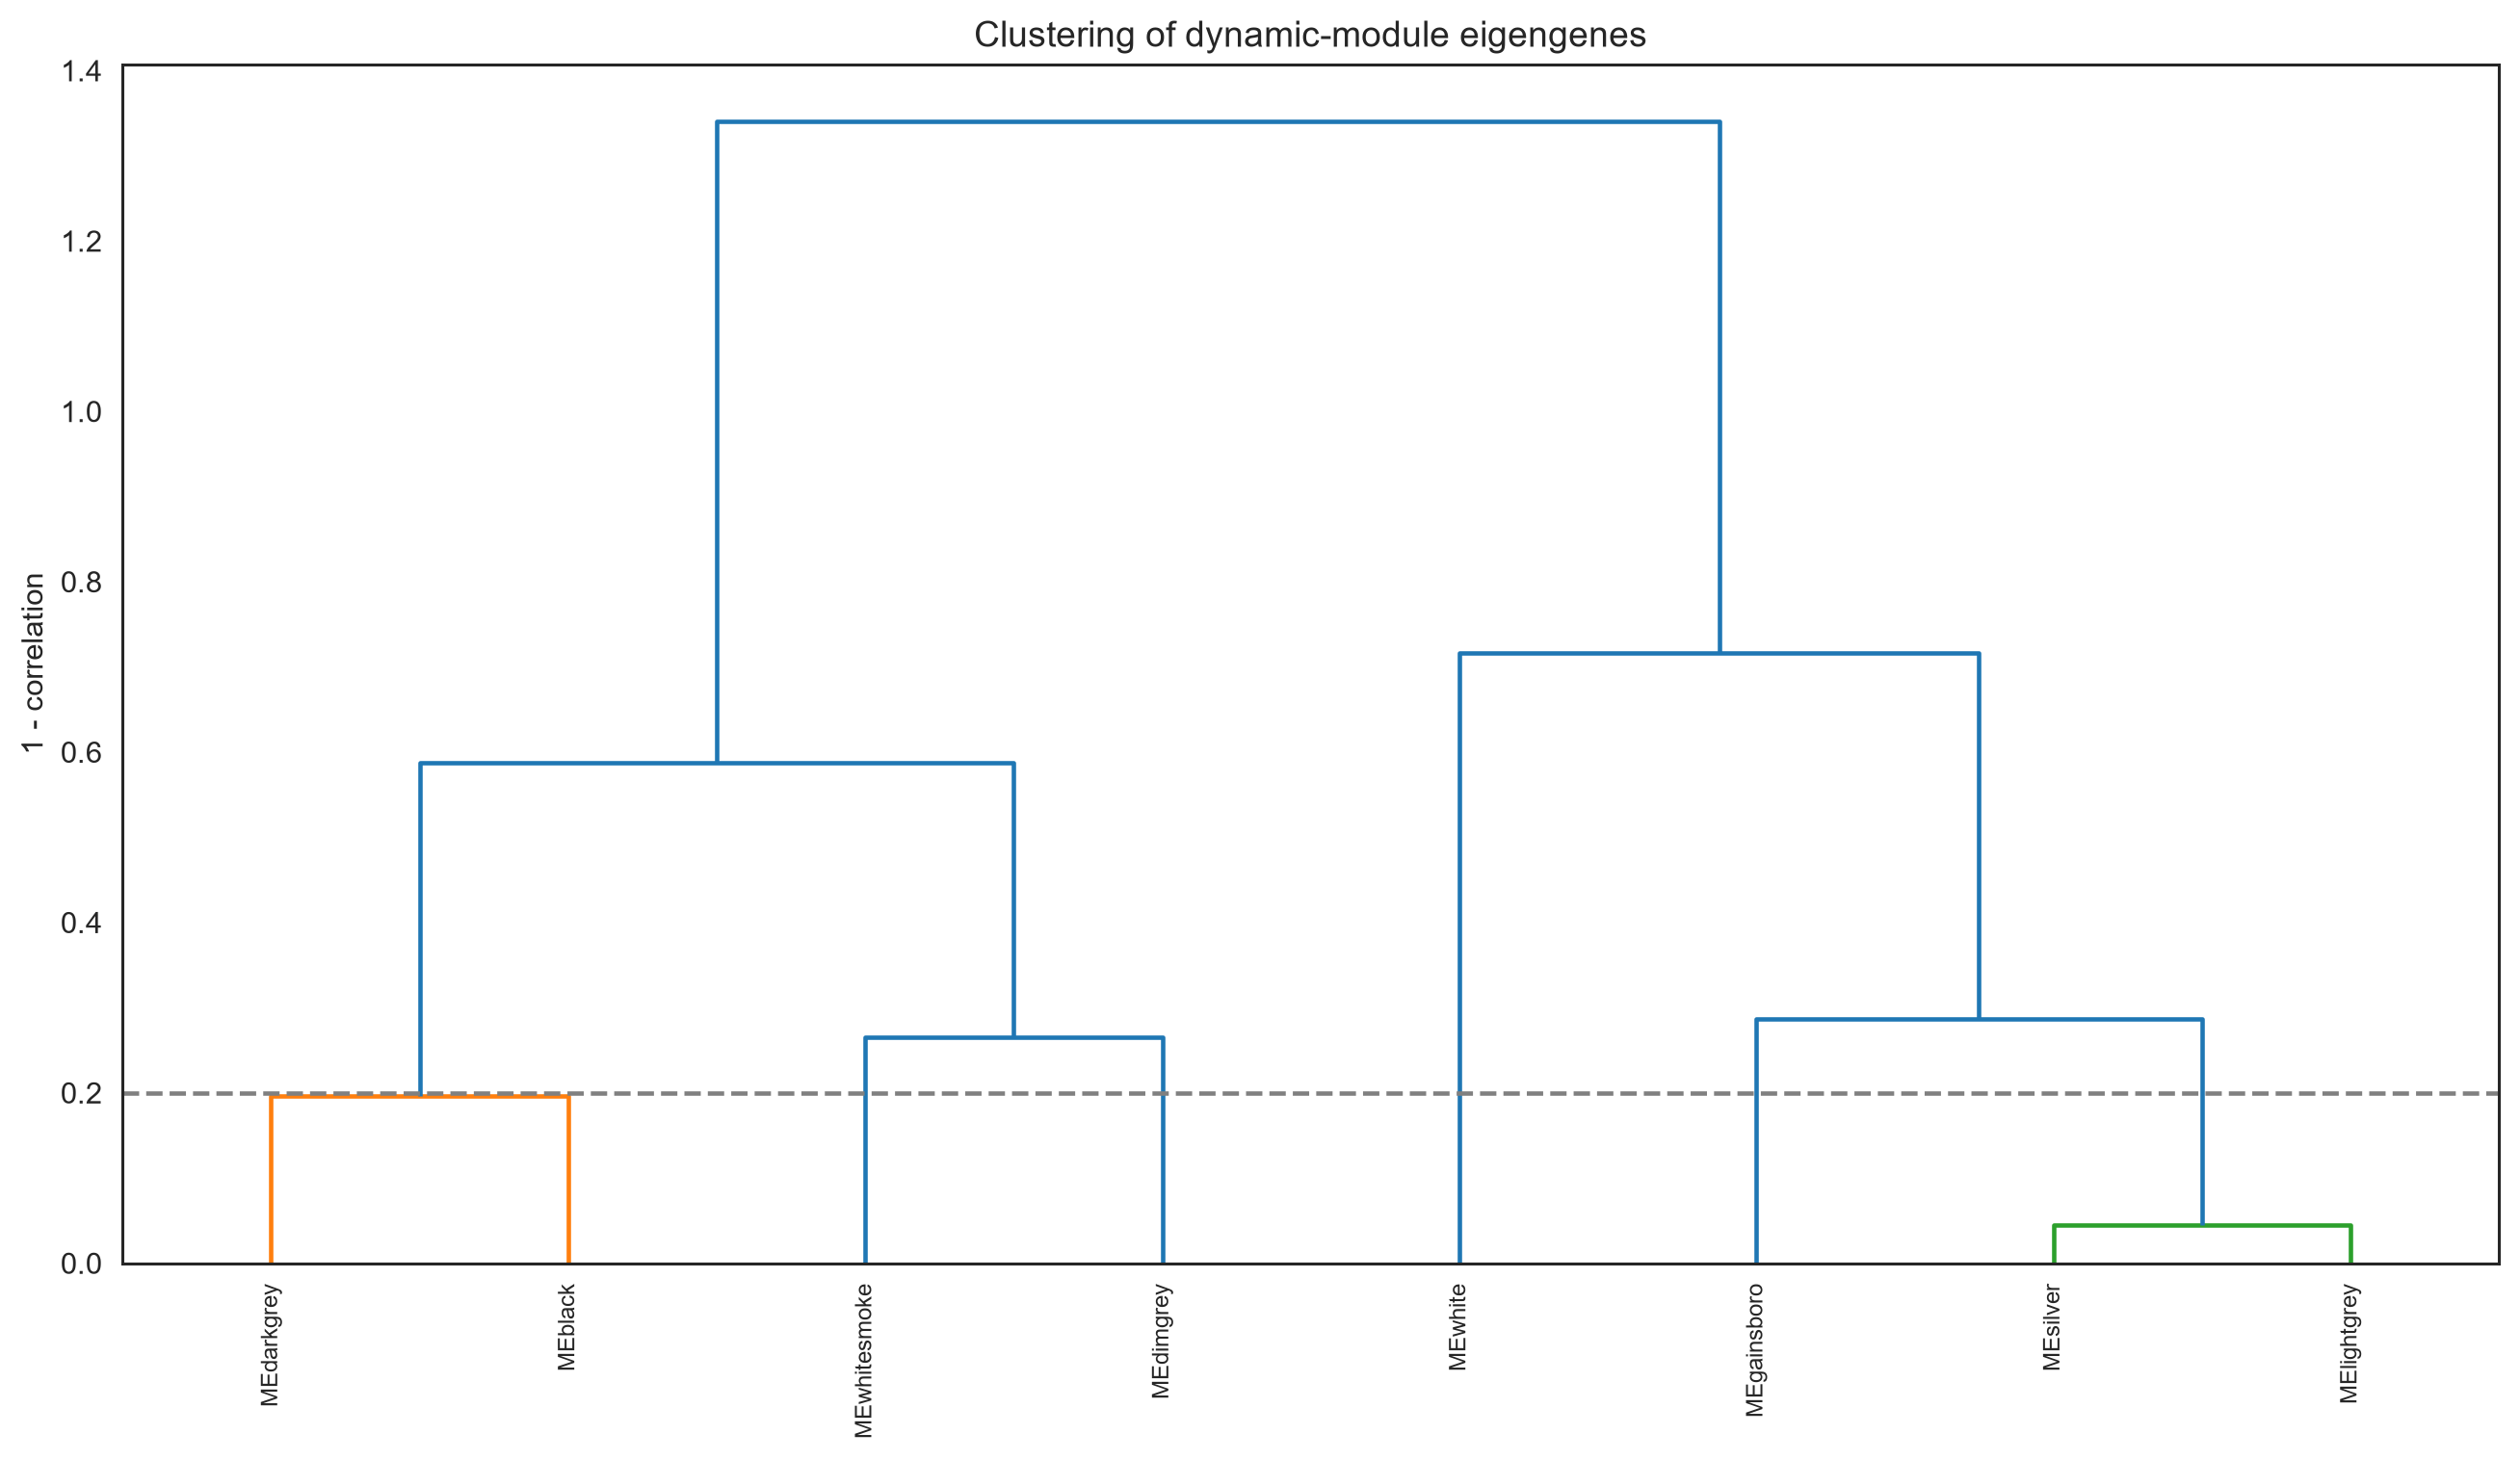 Clustering of dynamic-module eigengenes
1.4
1.2
1.0
0.8
0.6
0.4
0.2
0.0
1 - correlation
MEdarkgrey
MEblack
MEwhitesmoke
MEdimgrey
MEwhite
MEgainsboro
MEsilver
MElightgrey